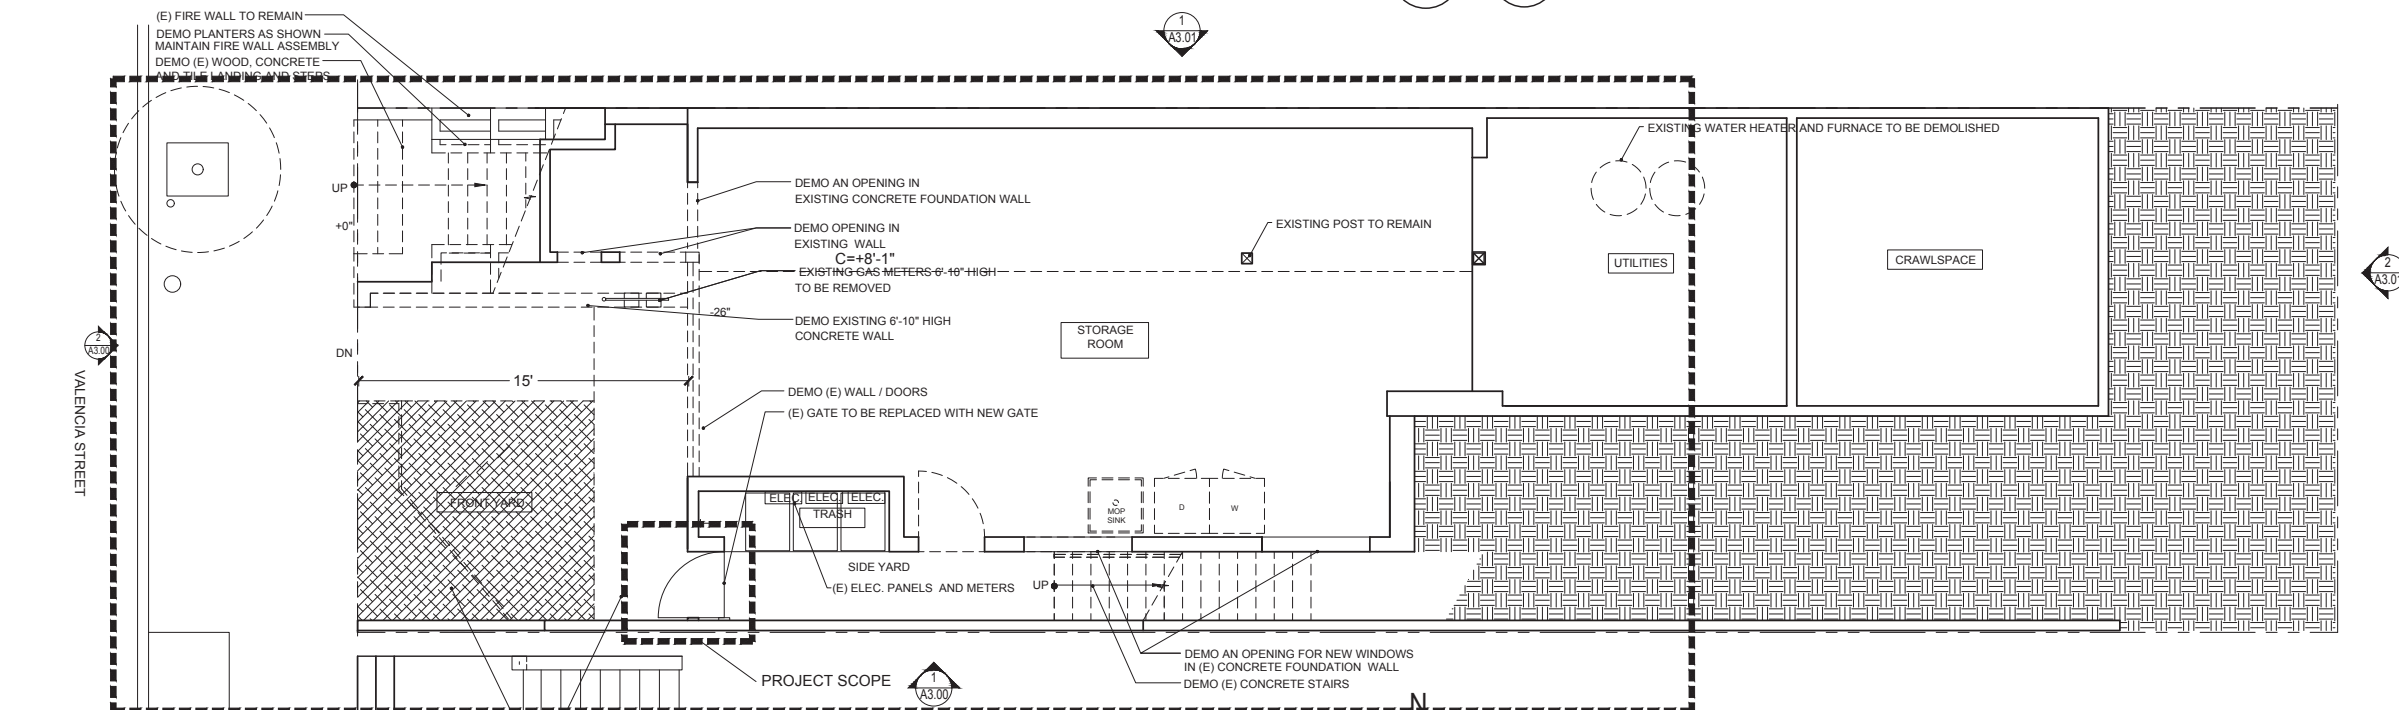 (E) FIRE WALL TO REMAIN
DEMO PLANTERS AS SHOWN
MAINTAIN FIRE WALL ASSEMBLY
DEMO (E) WOOD, CONCRETE
AND TILE LANDING AND STEPS
1
A3.01
EXISTING WATER HEATER AND FURNACE TO BE DEMOLISHED
UP
+0"
DEMO AN OPENING IN
EXISTING CONCRETE FOUNDATION WALL
DEMO OPENING IN
EXISTING WALL
C=+8'-1"
EXISTING GAS METERS 6'-10" HIGH
TO BE REMOVED
-26"
DEMO EXISTING 6'-10" HIGH
CONCRETE WALL
EXISTING POST TO REMAIN
UTILITIES
CRAWLSPACE
2
A3.0
STORAGE
ROOM
2
A3.00
VALENCIA STREET
DN
15'
DEMO (E) WALL / DOORS
(E) GATE TO BE REPLACED WITH NEW GATE
FRONT YARD
ELEC.
ELEC.
ELEC.
TRASH
MOP
SINK
D
W
SIDE YARD
(E) ELEC. PANELS AND METERS
UP
DEMO AN OPENING FOR NEW WINDOWS
IN (E) CONCRETE FOUNDATION WALL
DEMO (E) CONCRETE STAIRS
PROJECT SCOPE
1
A3.00
N